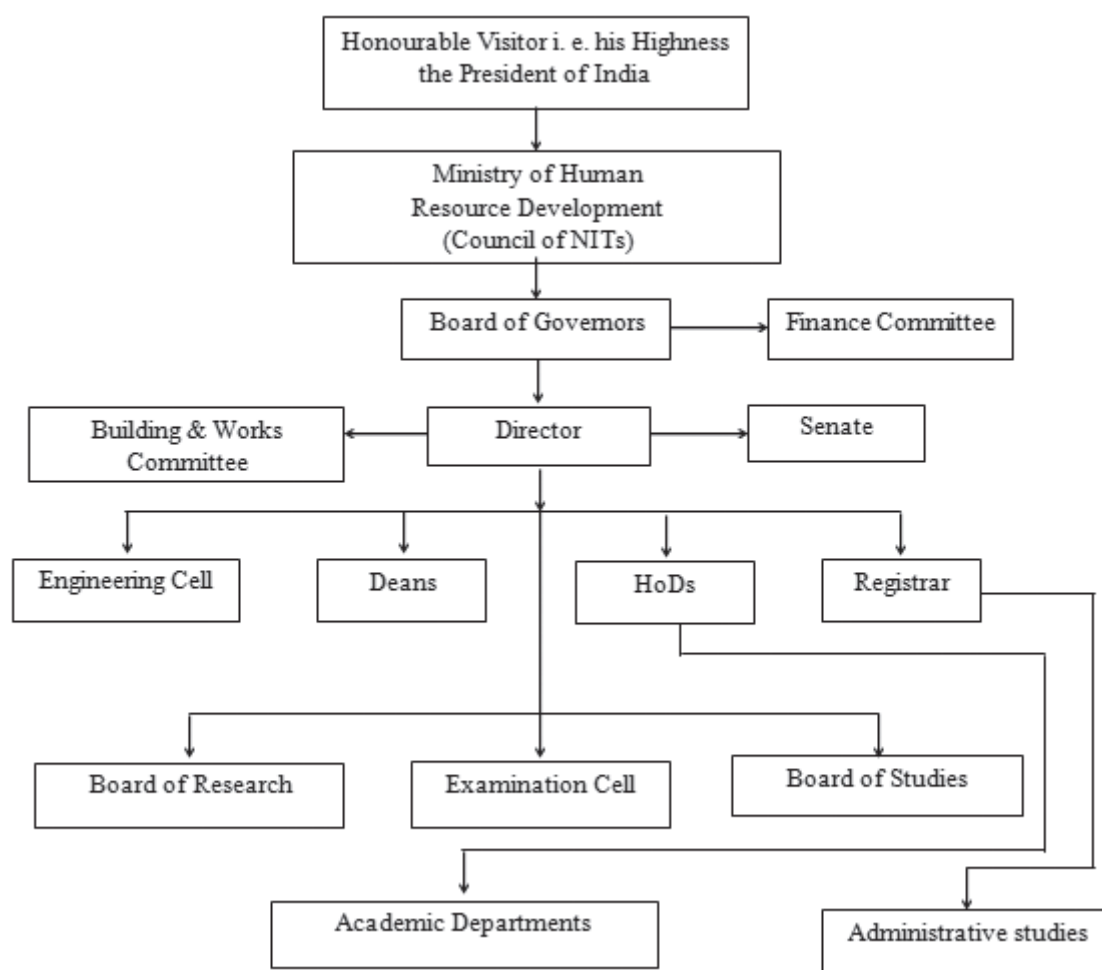 Honourable Visitor i. e. his Highness
the President of India
Ministry of Human
Resource Development
(Council of NITs)
Board of Governors
Finance Committee
Building & Works
Committee
Director
Senate
Engineering Cell
Deans
HoDs
Registrar
Board of Research
Examination Cell
Board of Studies
Academic Departments
Administrative studies